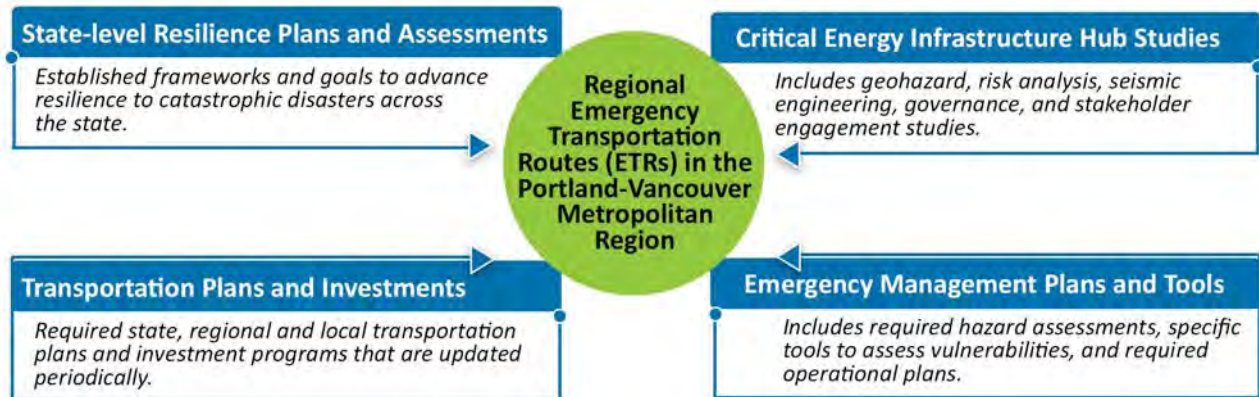 State-level Resilience Plans and Assessments
Established frameworks and goals to advance
resilience to catastrophic disasters across
the state.
Regional
Emergency
Transportation
Routes (ETRs) in the
Portland-Vancouver
Metropolitan
Region
Critical Energy Infrastructure Hub Studies
Includes geohazard, risk analysis, seismic
engineering, governance, and stakeholder
engagement studies.
Transportation Plans and Investments
Required state, regional and local transportation
plans and investment programs that are updated
periodically.
Emergency Management Plans and Tools
Includes required hazard assessments, specific
tools to assess vulnerabilities, and required
operational plans.